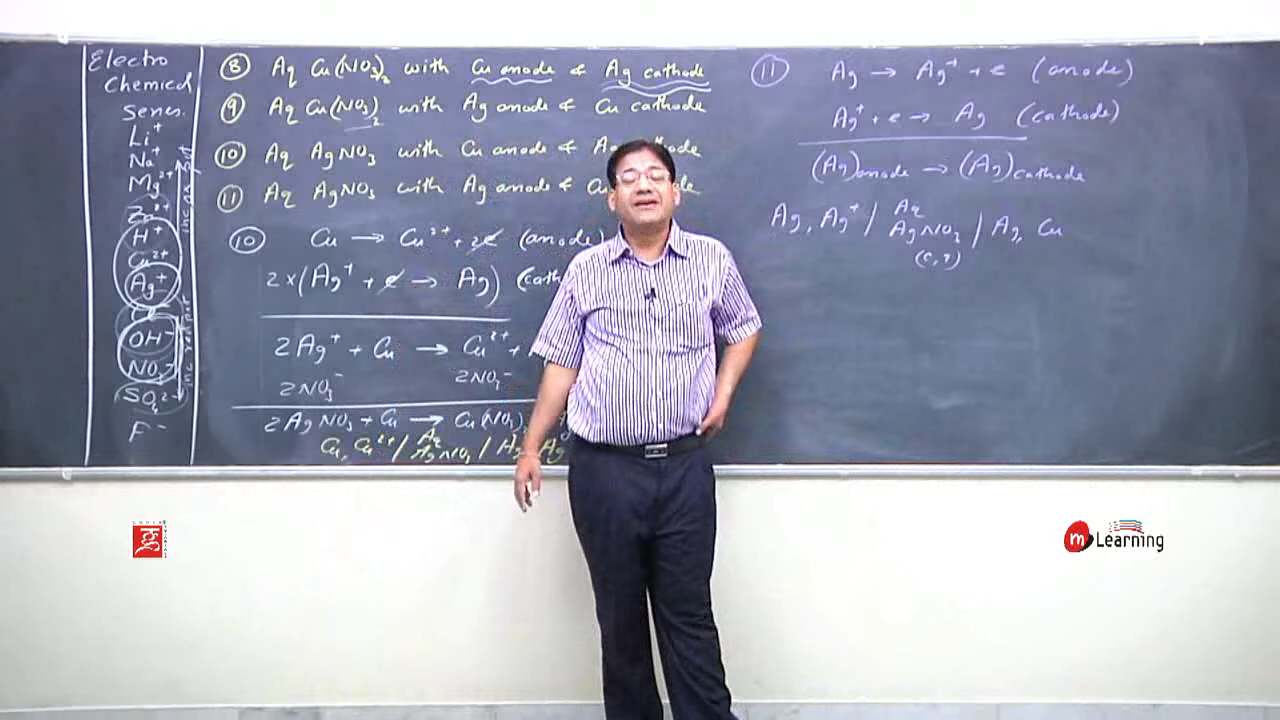 Electro
Chemical
Series.
Li⁺
Na⁺
Mg²⁺
Zn²⁺
H⁺
Cu²⁺
Ag⁺
OH⁻
NO₃⁻
SO₄²⁻
F⁻
⑧ Aq Cu(NO₃)₂ with Cu anode & Ag cathode
⑨ Aq Cu(NO₃)₂ with Ag anode & Cu cathode
⑩ Aq AgNO₃ with Cu anode &
⑪ Aq AgNO₃ with Ag anode &
⑩ Cu → Cu²⁺ + 2e (anode)
2×(Ag⁺ + e → Ag)
2Ag⁺ + Cu → Cu²⁺ +
2NO₃⁻ 2NO₃⁻
2AgNO₃ + Cu → Cu(NO₃)
Cu, Cu²⁺ / Aq AgNO₃ / Ag, Ag
⑪ Ag → Ag⁺ + e (anode)
Ag⁺ + e → Ag (cathode)
(Ag)anode → (Ag)cathode
Ag, Ag⁺ / Aq AgNO₃ / Ag, Cu
(C, ?)
m Learning